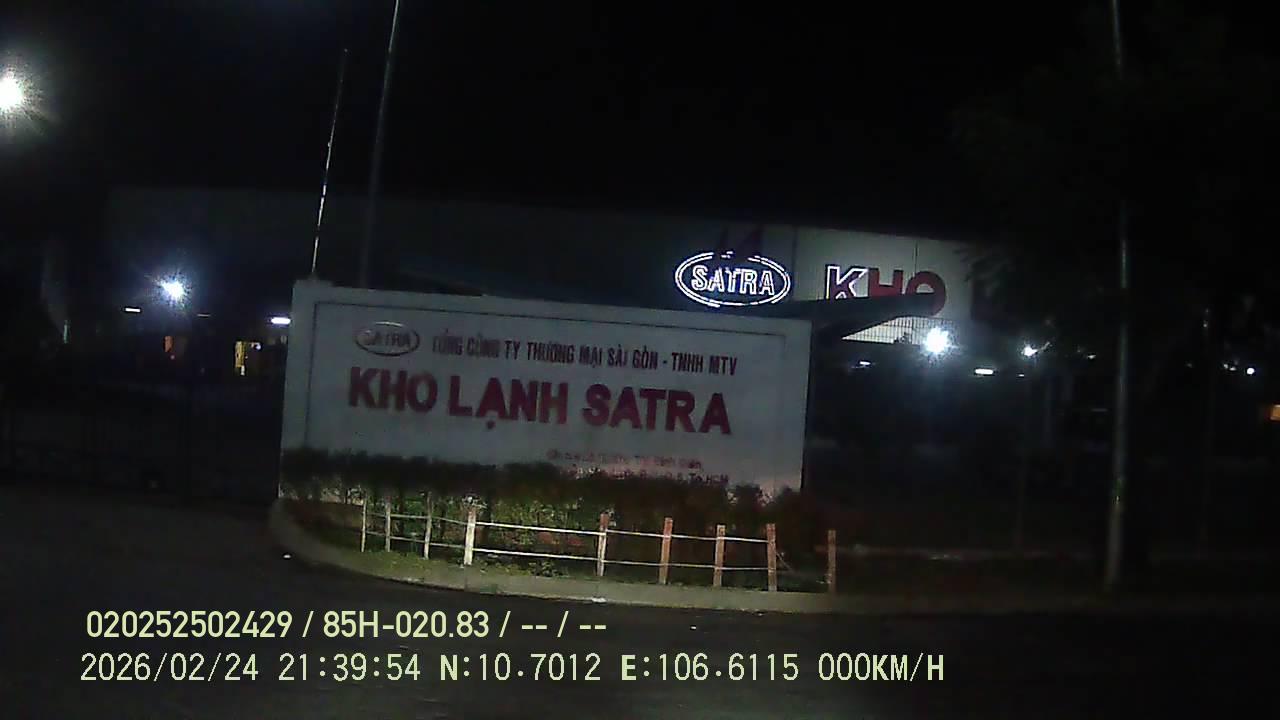 SATRA
KHO
SATRA
TỔNG CÔNG TY THƯƠNG MẠI SÀI GÒN - TNHH MTV
KHO LẠNH SATRA
020252502429 / 85H-020.83 / -- / --
2026/02/24 21:39:54 N:10.7012 E:106.6115 000KM/H